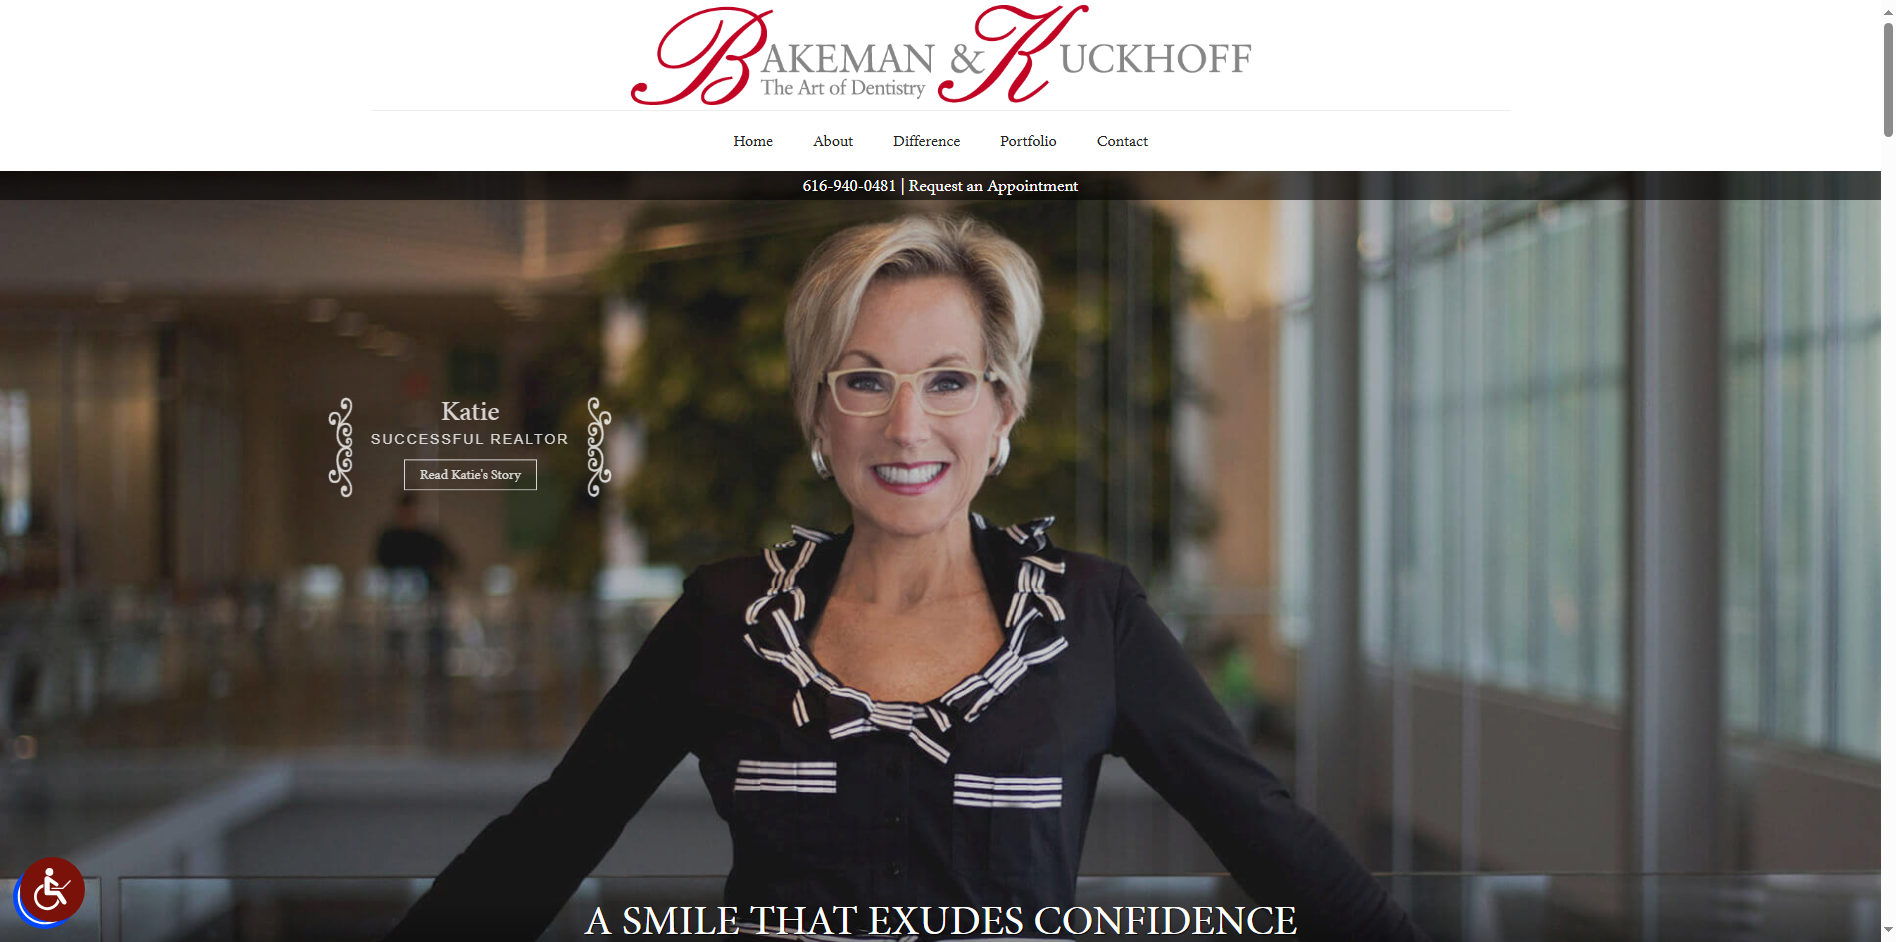 BAKEMAN & KUCKHOFF
The Art of Dentistry
Home About Difference Portfolio Contact
616-940-0481 | Request an Appointment
Katie
SUCCESSFUL REALTOR
Read Katie's Story
A SMILE THAT EXUDES CONFIDENCE